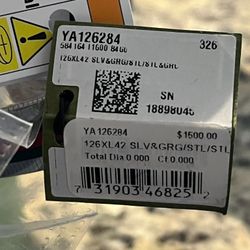 YA126284 326
126XL42 SLV&GRG/STL/STL&GRG
SN
18898045
YA126284 $1500.00
126XL42 SLV&GRG/STL/STL
Total Dia 0.000 Ct 0.000
7 31903 46825 2